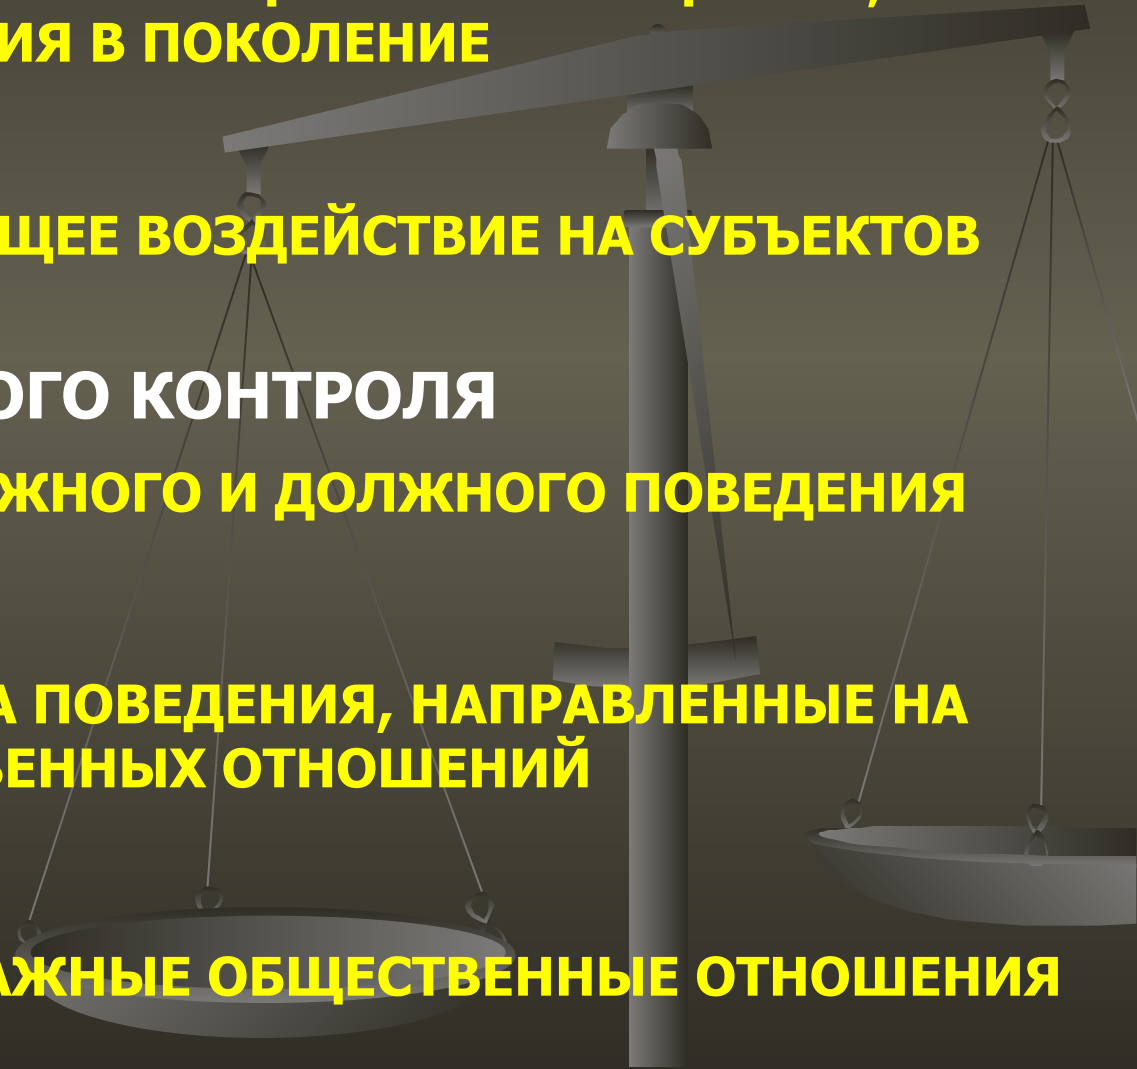 ИЯ В ПОКОЛЕНИЕ
ЩЕЕ ВОЗДЕЙСТВИЕ НА СУБЪЕКТОВ
ОГО КОНТРОЛЯ
ЖНОГО И ДОЛЖНОГО ПОВЕДЕНИЯ
А ПОВЕДЕНИЯ, НАПРАВЛЕННЫЕ НА
ВЕННЫХ ОТНОШЕНИЙ
АЖНЫЕ ОБЩЕСТВЕННЫЕ ОТНОШЕНИЯ